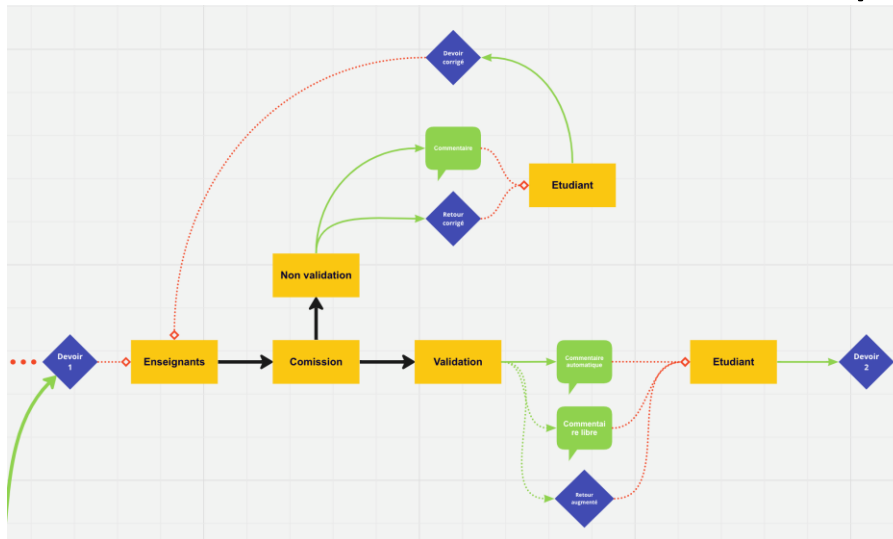 Devoir
corrigé
Commentaire
Etudiant
Retour
corrigé
Non validation
Devoir
1
Enseignants
Comission
Validation
Commentaire
automatique
Etudiant
Devoir
2
Commentai
re libre
Retour
augmenté